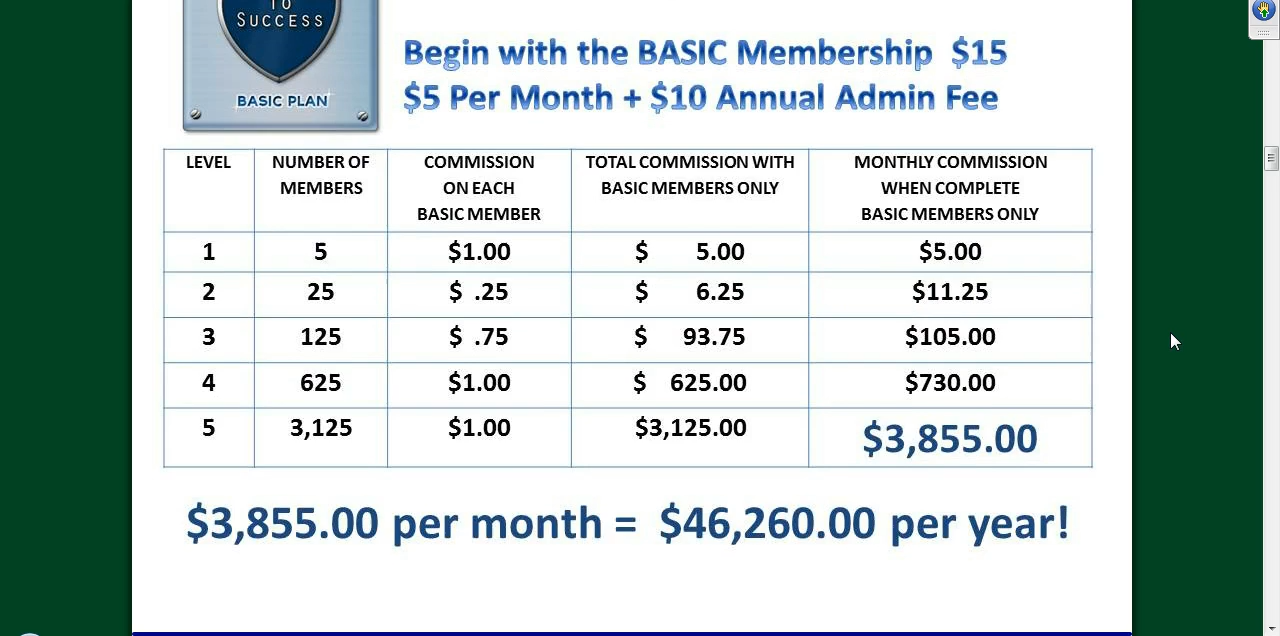 TO
SUCCESS
BASIC PLAN
Begin with the BASIC Membership $15
$5 Per Month + $10 Annual Admin Fee
LEVEL NUMBER OF MEMBERS COMMISSION ON EACH BASIC MEMBER TOTAL COMMISSION WITH BASIC MEMBERS ONLY MONTHLY COMMISSION WHEN COMPLETE BASIC MEMBERS ONLY
1 5 $1.00 $ 5.00 $5.00
2 25 $ .25 $ 6.25 $11.25
3 125 $ .75 $ 93.75 $105.00
4 625 $1.00 $ 625.00 $730.00
5 3,125 $1.00 $3,125.00 $3,855.00
$3,855.00 per month = $46,260.00 per year!